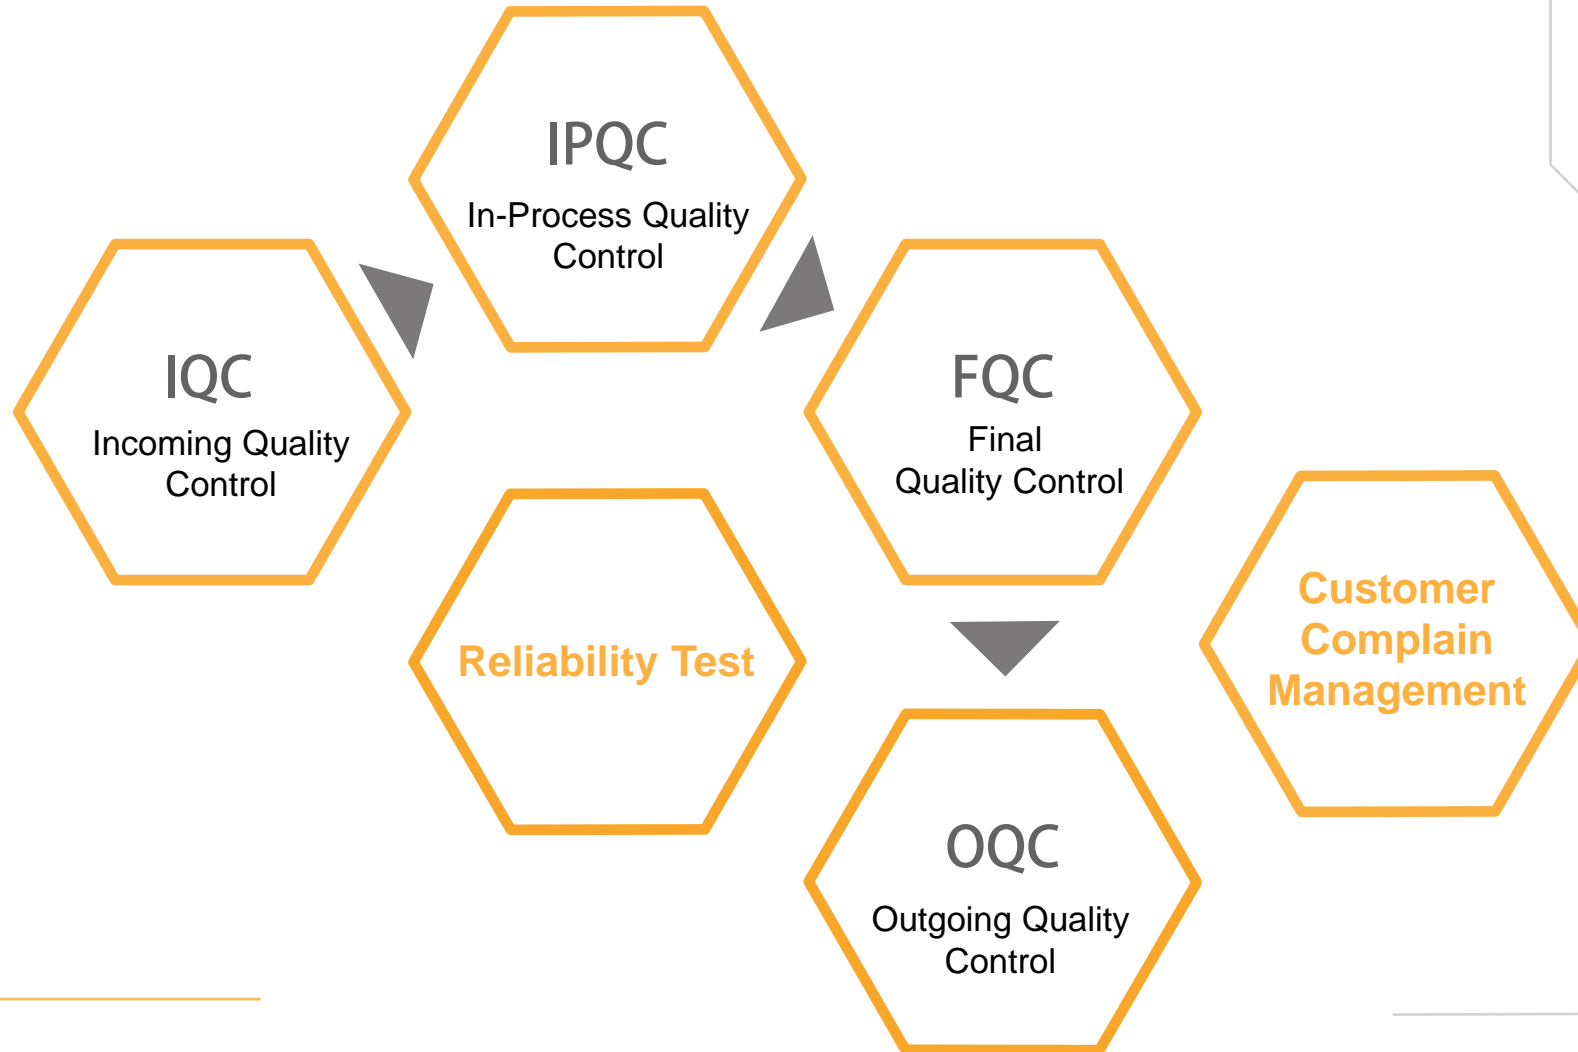 IPQC
In-Process Quality
Control
IQC
Incoming Quality
Control
FQC
Final
Quality Control
Reliability Test
Customer
Complain
Management
OQC
Outgoing Quality
Control